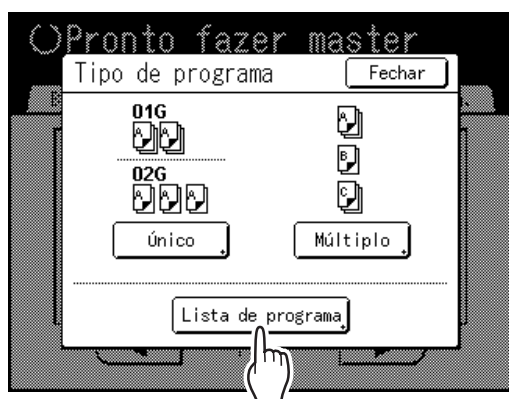 Pronto fazer master
Tipo de programa
Fechar
01G
A
A
B
02G
A A A
C
Único
Múltiplo
Lista de programa